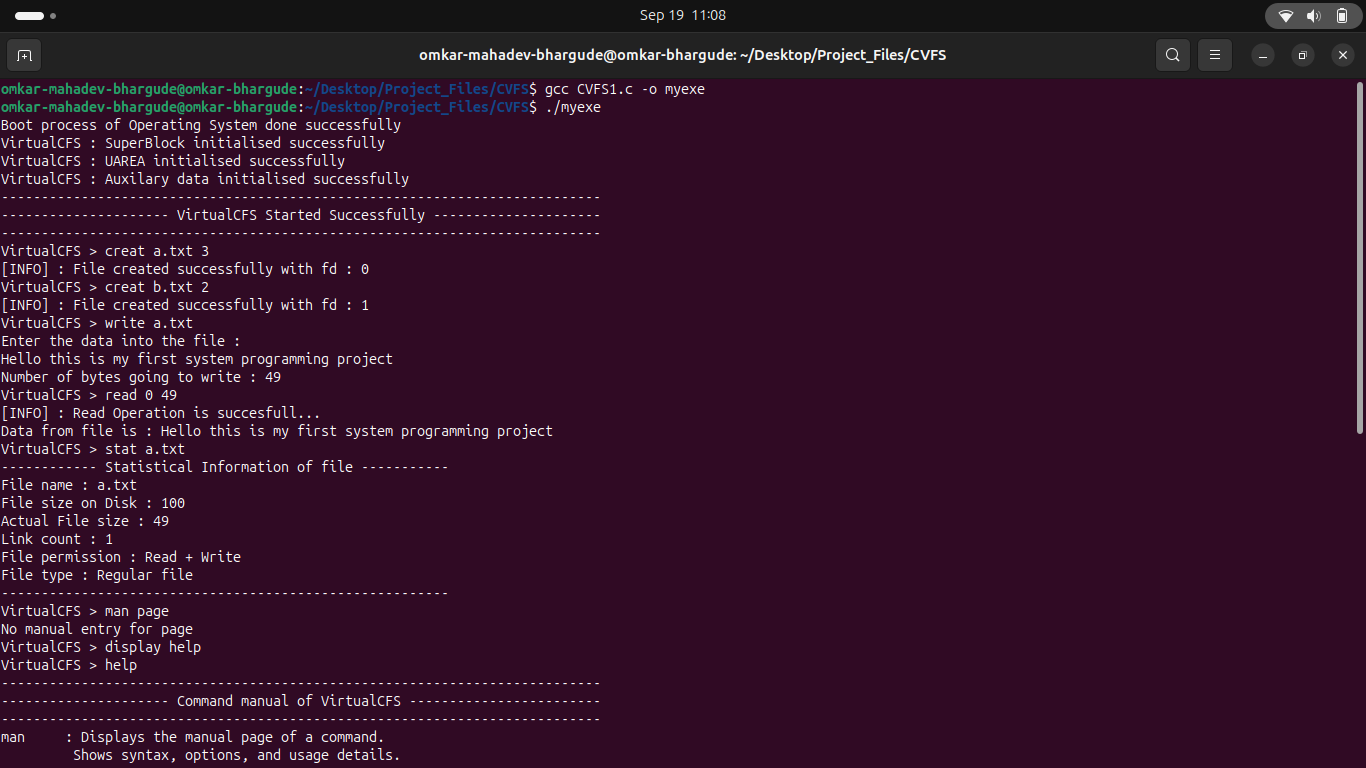 Sep 19 11:08
omkar-mahadev-bhargude@omkar-bhargude: ~/Desktop/Project_Files/CVFS
omkar-mahadev-bhargude@omkar-bhargude:~/Desktop/Project_Files/CVFS$ gcc CVFS1.c -o myexe
omkar-mahadev-bhargude@omkar-bhargude:~/Desktop/Project_Files/CVFS$ ./myexe
Boot process of Operating System done successfully
VirtualCFS : SuperBlock initialised successfully
VirtualCFS : UAREA initialised successfully
VirtualCFS : Auxilary data initialised successfully
---------------------------------------------------------------------------
--------------------- VirtualCFS Started Successfully ---------------------
---------------------------------------------------------------------------
VirtualCFS > creat a.txt 3
[INFO] : File created successfully with fd : 0
VirtualCFS > creat b.txt 2
[INFO] : File created successfully with fd : 1
VirtualCFS > write a.txt
Enter the data into the file :
Hello this is my first system programming project
Number of bytes going to write : 49
VirtualCFS > read 0 49
[INFO] : Read Operation is succesfull...
Data from file is : Hello this is my first system programming project
VirtualCFS > stat a.txt
------------ Statistical Information of file -----------
File name : a.txt
File size on Disk : 100
Actual File size : 49
Link count : 1
File permission : Read + Write
File type : Regular file
--------------------------------------------------------
VirtualCFS > man page
No manual entry for page
VirtualCFS > display help
VirtualCFS > help
---------------------------------------------------------------------------
--------------------- Command manual of VirtualCFS ------------------------
---------------------------------------------------------------------------
man     : Displays the manual page of a command.
         Shows syntax, options, and usage details.